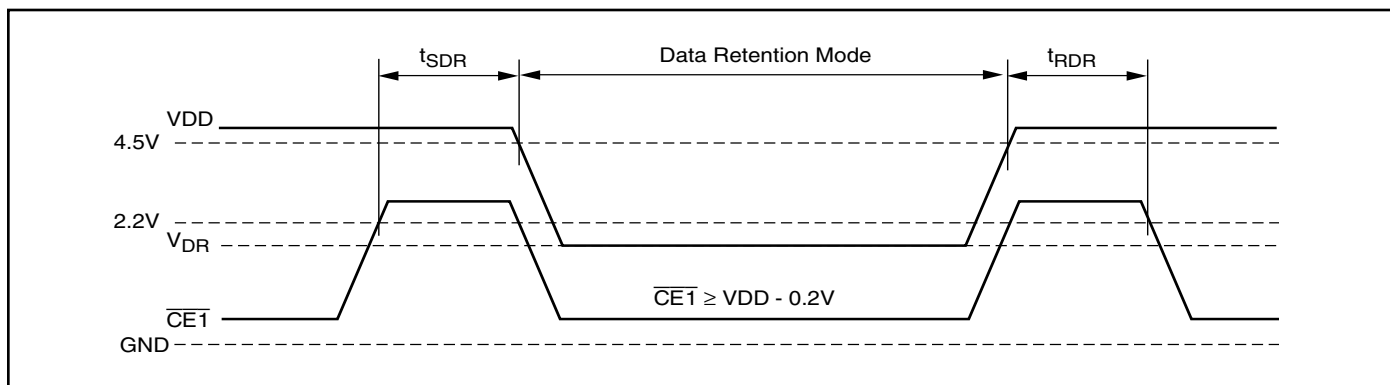 tSDR
Data Retention Mode
tRDR
VDD
4.5V
2.2V
VDR
CE1 ≥ VDD - 0.2V
CE1
GND